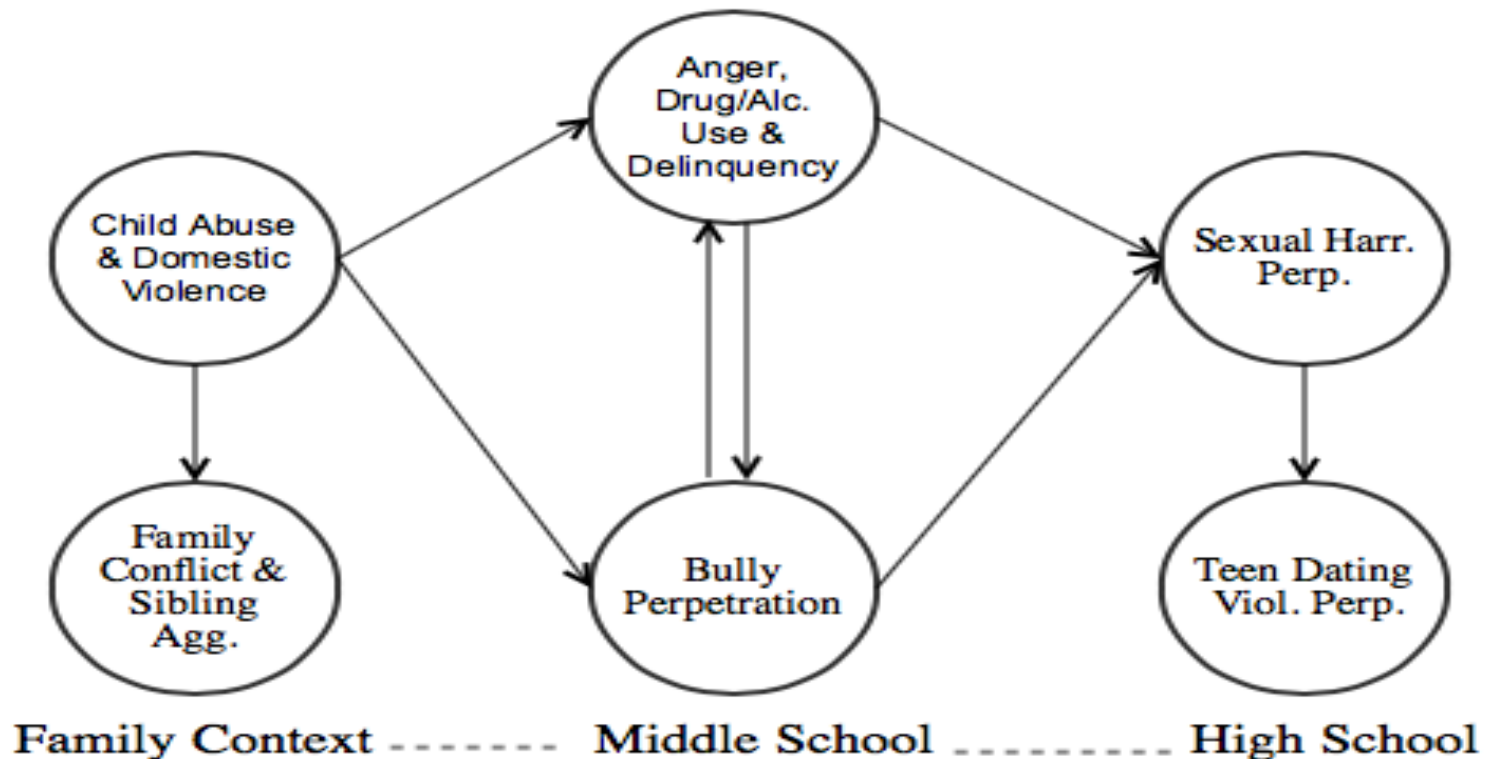 Anger,
Drug/Alc.
Use &
Delinquency
Child Abuse
& Domestic
Violence
Sexual Harr.
Perp.
Family
Conflict &
Sibling
Agg.
Bully
Perpetration
Teen Dating
Viol. Perp.
Family Context
Middle School
High School